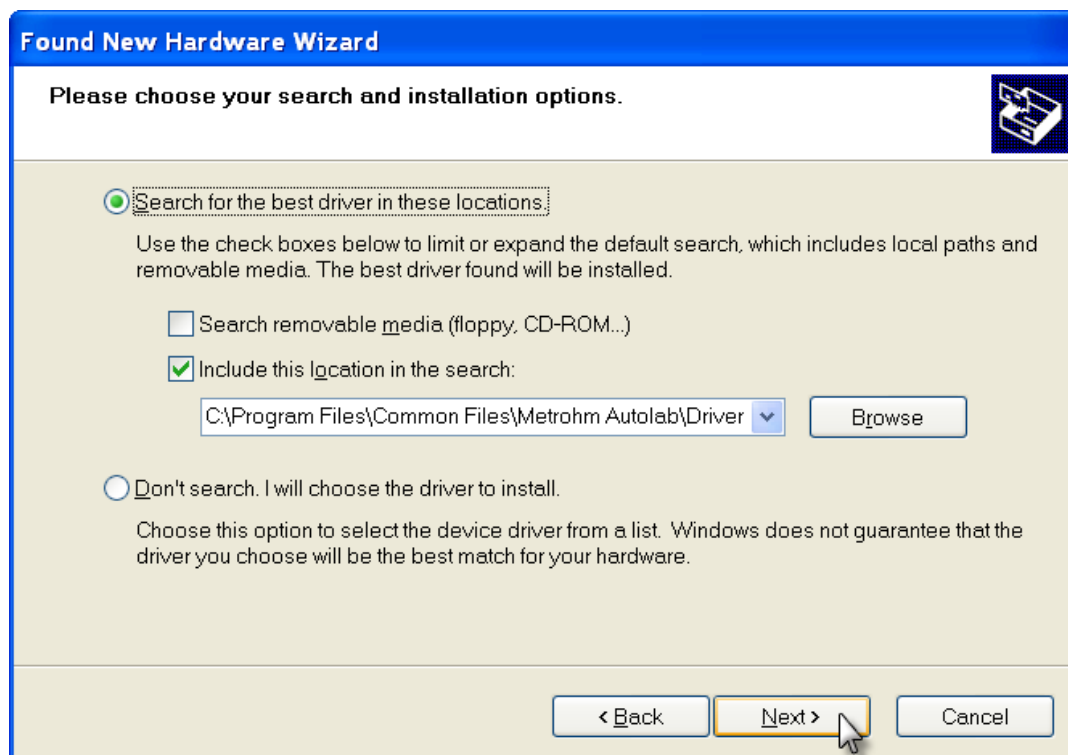 Found New Hardware Wizard
Please choose your search and installation options.
Search for the best driver in these locations.
Use the check boxes below to limit or expand the default search, which includes local paths and
removable media. The best driver found will be installed.
Search removable media (floppy, CD-ROM...)
Include this location in the search:
C:\Program Files\Common Files\Metrohm Autolab\Driver
Browse
Don't search. I will choose the driver to install.
Choose this option to select the device driver from a list. Windows does not guarantee that the
driver you choose will be the best match for your hardware.
< Back
Next >
Cancel